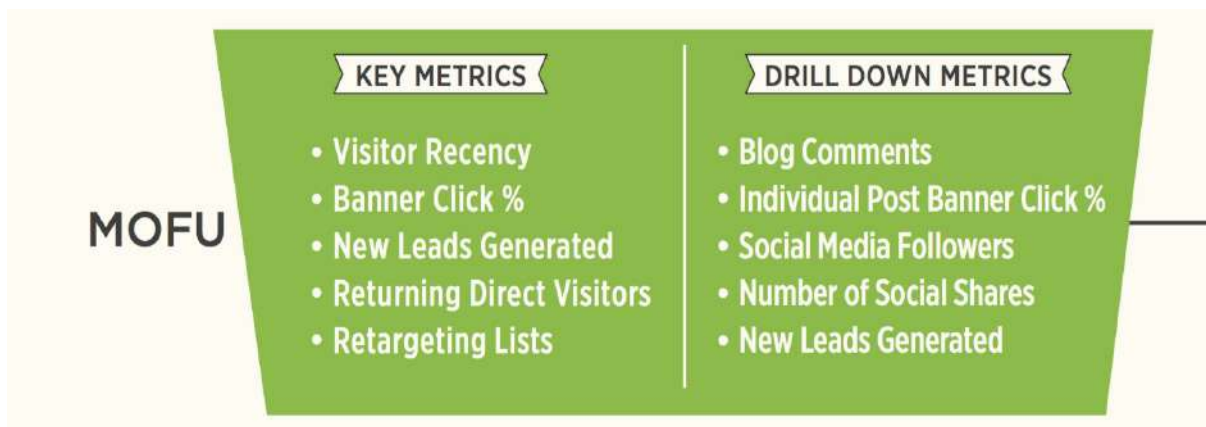 MOFU
KEY METRICS
• Visitor Recency
• Banner Click %
• New Leads Generated
• Returning Direct Visitors
• Retargeting Lists
DRILL DOWN METRICS
• Blog Comments
• Individual Post Banner Click %
• Social Media Followers
• Number of Social Shares
• New Leads Generated